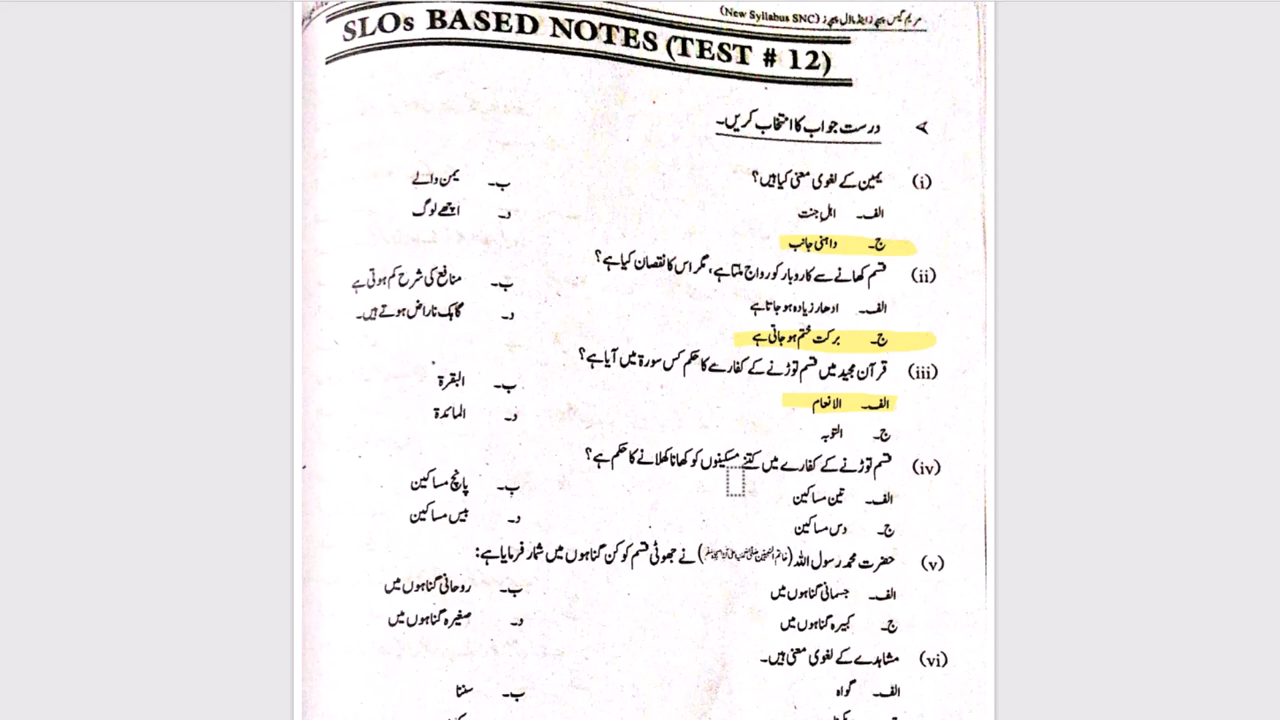 مریم گیس پیپرز اینڈ ماڈل پیپرز (New Syllabus SNC)
SLOs BASED NOTES (TEST # 12)
درست جواب کا انتخاب کریں۔
(i) یمین کے لغوی معنی کیا ہیں؟
الف۔ اہل جنت ب۔ یمن والے
ج۔ داہنی جانب د۔ اچھے لوگ
(ii) قسم کھانے سے کاروبار کو رواج ملتا ہے، مگر اس کا نقصان کیا ہے؟
الف۔ ادھار زیادہ ہو جاتا ہے ب۔ منافع کی شرح کم ہوتی ہے
ج۔ برکت ختم ہو جاتی ہے د۔ گاہک ناراض ہوتے ہیں۔
(iii) قرآن مجید میں قسم توڑنے کے کفارے کا حکم کس سورۃ میں آیا ہے؟
الف۔ الانعام ب۔ البقرۃ
ج۔ التوبہ د۔ المائدۃ
(iv) قسم توڑنے کے کفارے میں کتنے مسکینوں کو کھانا کھلانے کا حکم ہے؟
الف۔ تین مساکین ب۔ پانچ مساکین
ج۔ دس مساکین د۔ بیس مساکین
(v) حضرت محمد رسول اللہ نے جھوٹی قسم کو کن گناہوں میں شمار فرمایا ہے:
الف۔ جسمانی گناہوں میں ب۔ روحانی گناہوں میں
ج۔ کبیرہ گناہوں میں د۔ صغیرہ گناہوں میں
(vi) مشاہدے کے لغوی معنی ہیں۔
الف۔ گواہ ب۔ سننا